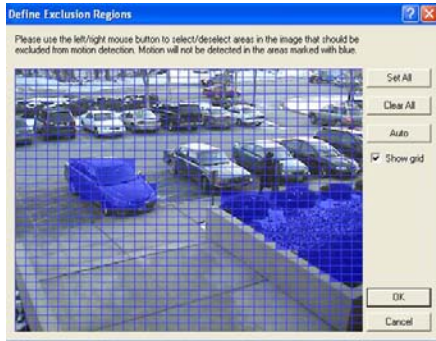 Define Exclusion Regions
Please use the left/right mouse button to select/deselect areas in the image that should be
excluded from motion detection. Motion will not be detected in the areas marked with blue.
Set All
Clear All
Auto
Show grid
OK
Cancel